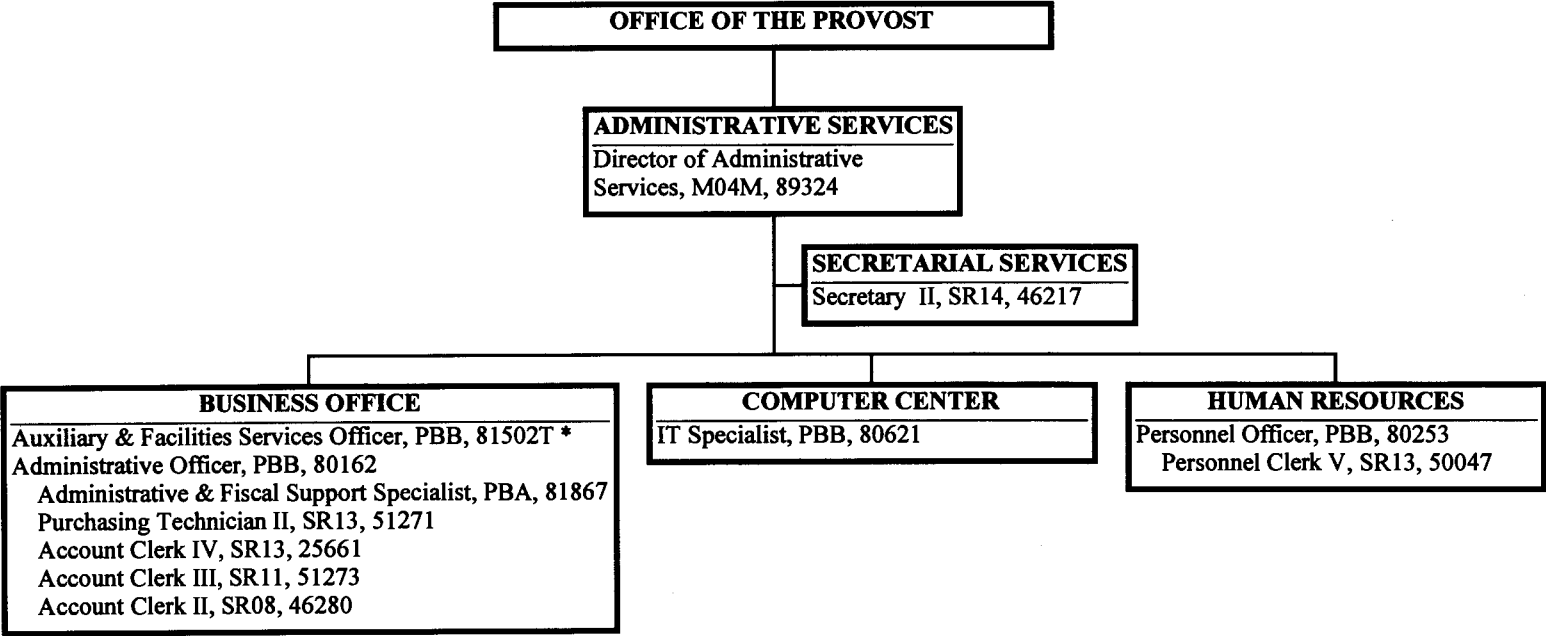 OFFICE OF THE PROVOST
ADMINISTRATIVE SERVICES
Director of Administrative
Services, M04M, 89324
SECRETARIAL SERVICES
Secretary II, SR14, 46217
BUSINESS OFFICE
Auxiliary & Facilities Services Officer, PBB, 81502T *
Administrative Officer, PBB, 80162
Administrative & Fiscal Support Specialist, PBA, 81867
Purchasing Technician II, SR13, 51271
Account Clerk IV, SR13, 25661
Account Clerk III, SR11, 51273
Account Clerk II, SR08, 46280
COMPUTER CENTER
IT Specialist, PBB, 80621
HUMAN RESOURCES
Personnel Officer, PBB, 80253
Personnel Clerk V, SR13, 50047